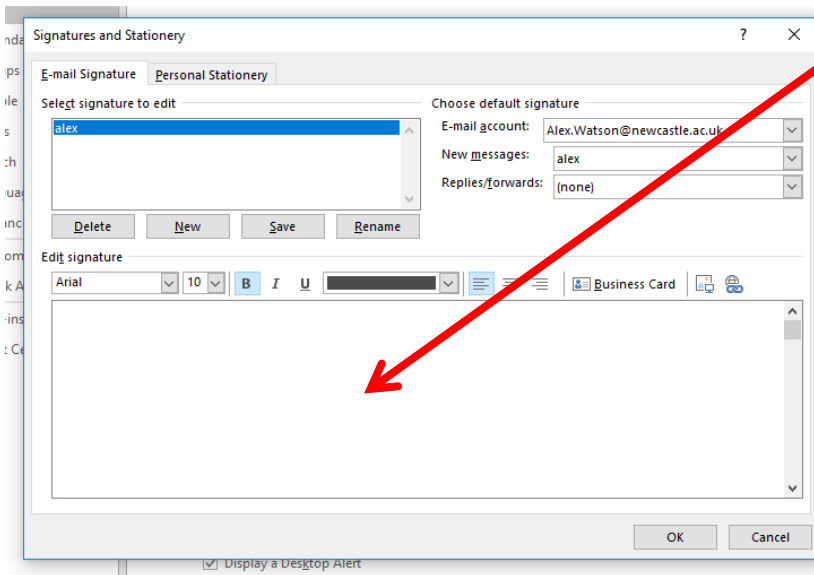 Signatures and Stationery ?
E-mail Signature Personal Stationery
Select signature to edit
alex
Delete New Save Rename
Choose default signature
E-mail account: Alex.Watson@newcastle.ac.uk
New messages: alex
Replies/forwards: (none)
Edit signature
Arial 10 B I U Business Card
OK Cancel
Display a Desktop Alert